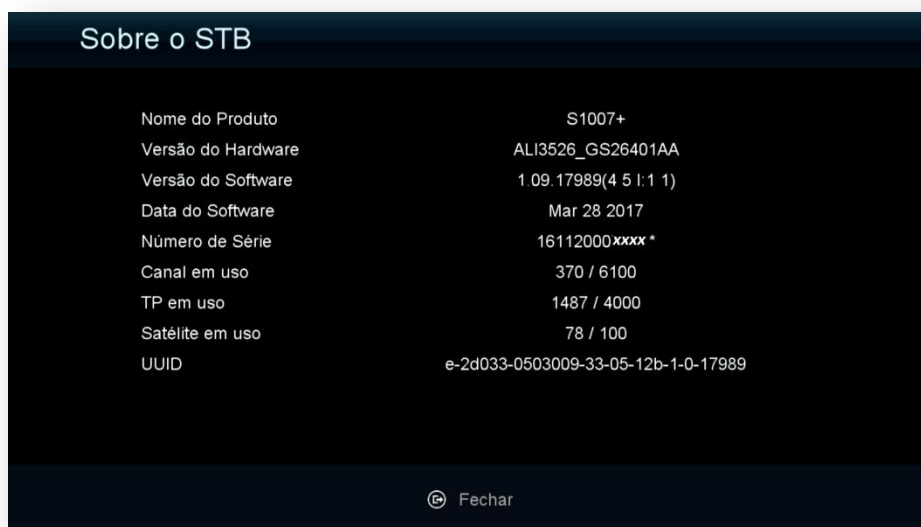 Sobre o STB
Nome do Produto S1007+
Versão do Hardware ALI3526_GS26401AA
Versão do Software 1.09.17989(4 5 I:1 1)
Data do Software Mar 28 2017
Número de Série 16112000xxxx *
Canal em uso 370 / 6100
TP em uso 1487 / 4000
Satélite em uso 78 / 100
UUID e-2d033-0503009-33-05-12b-1-0-17989
Fechar